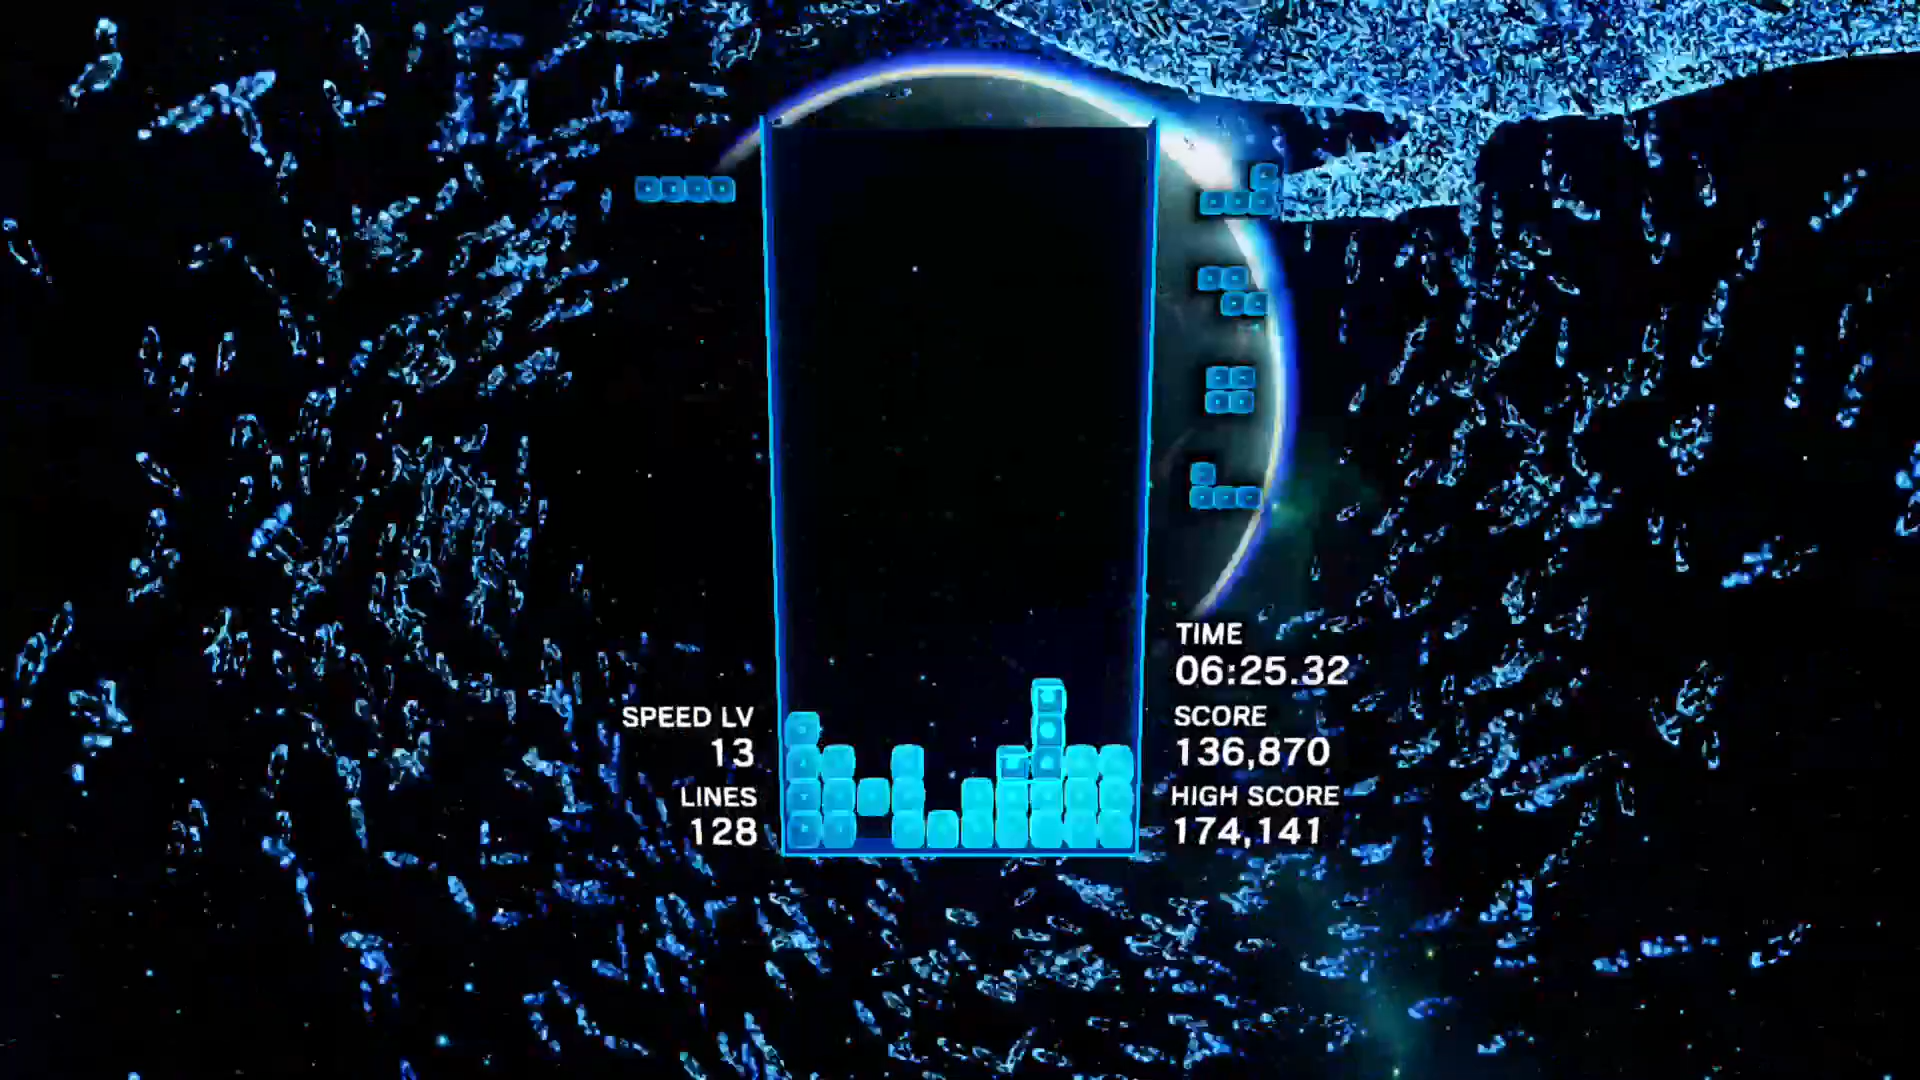 SPEED LV
13
LINES
128
TIME
06:25.32
SCORE
136,870
HIGH SCORE
174,141